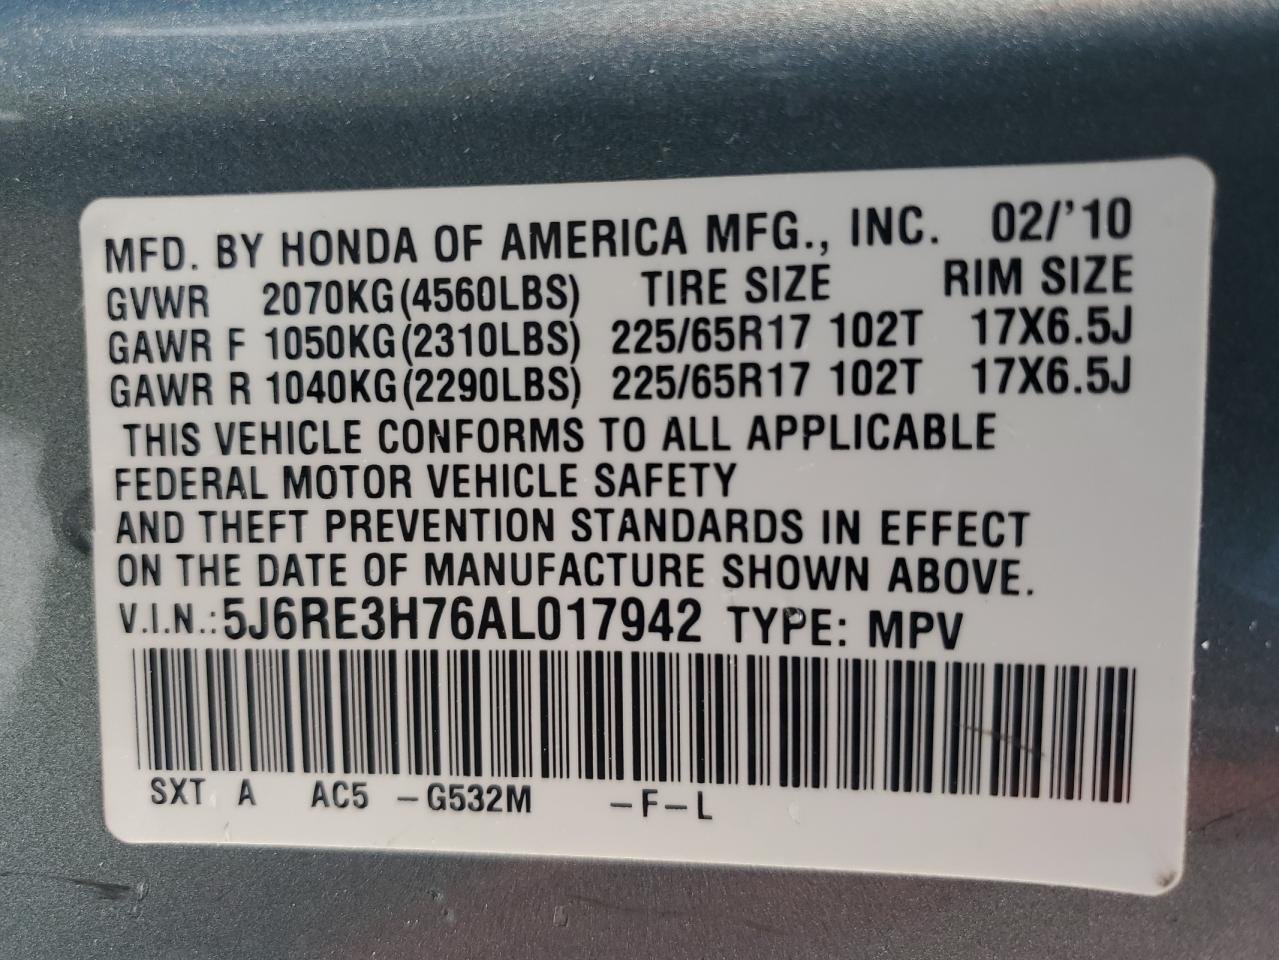 MFD. BY HONDA OF AMERICA MFG., INC. 02/'10
GVWR 2070KG(4560LBS) TIRE SIZE RIM SIZE
GAWR F 1050KG(2310LBS) 225/65R17 102T 17X6.5J
GAWR R 1040KG(2290LBS) 225/65R17 102T 17X6.5J
THIS VEHICLE CONFORMS TO ALL APPLICABLE
FEDERAL MOTOR VEHICLE SAFETY
AND THEFT PREVENTION STANDARDS IN EFFECT
ON THE DATE OF MANUFACTURE SHOWN ABOVE.
V.I.N.:5J6RE3H76AL017942 TYPE: MPV
SXT A AC5 -G532M -F-L